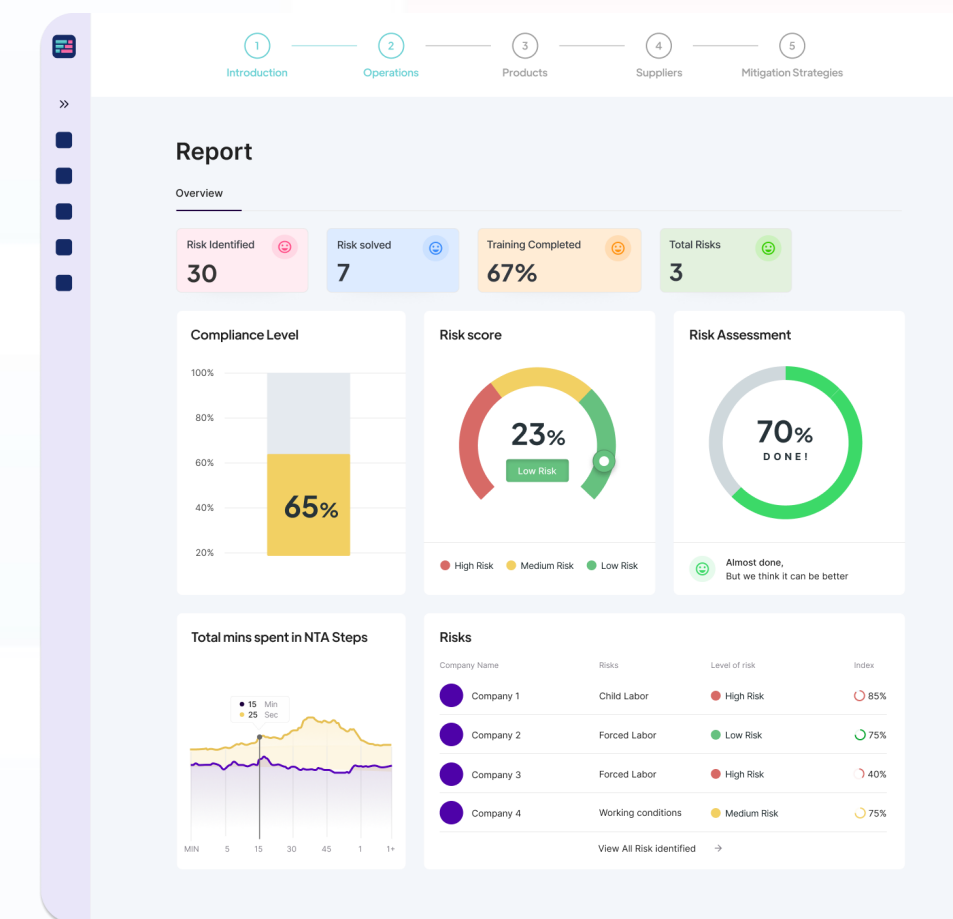 1
2
3
4
5
Introduction
Operations
Products
Suppliers
Mitigation Strategies
Report
Overview
Risk Identified
30
Risk solved
7
Training Completed
67%
Total Risks
3
Compliance Level
100%
80%
60%
40%
20%
65%
Risk score
23%
Low Risk
High Risk
Medium Risk
Low Risk
Risk Assessment
70%
DONE!
Almost done,
But we think it can be better
Total mins spent in NTA Steps
15 Min
25 Sec
MIN 5 15 30 45 1 1+
Risks
Company Name Risks Level of risk Index
Company 1 Child Labor High Risk 85%
Company 2 Forced Labor Low Risk 75%
Company 3 Forced Labor High Risk 40%
Company 4 Working conditions Medium Risk 75%
View All Risk identified